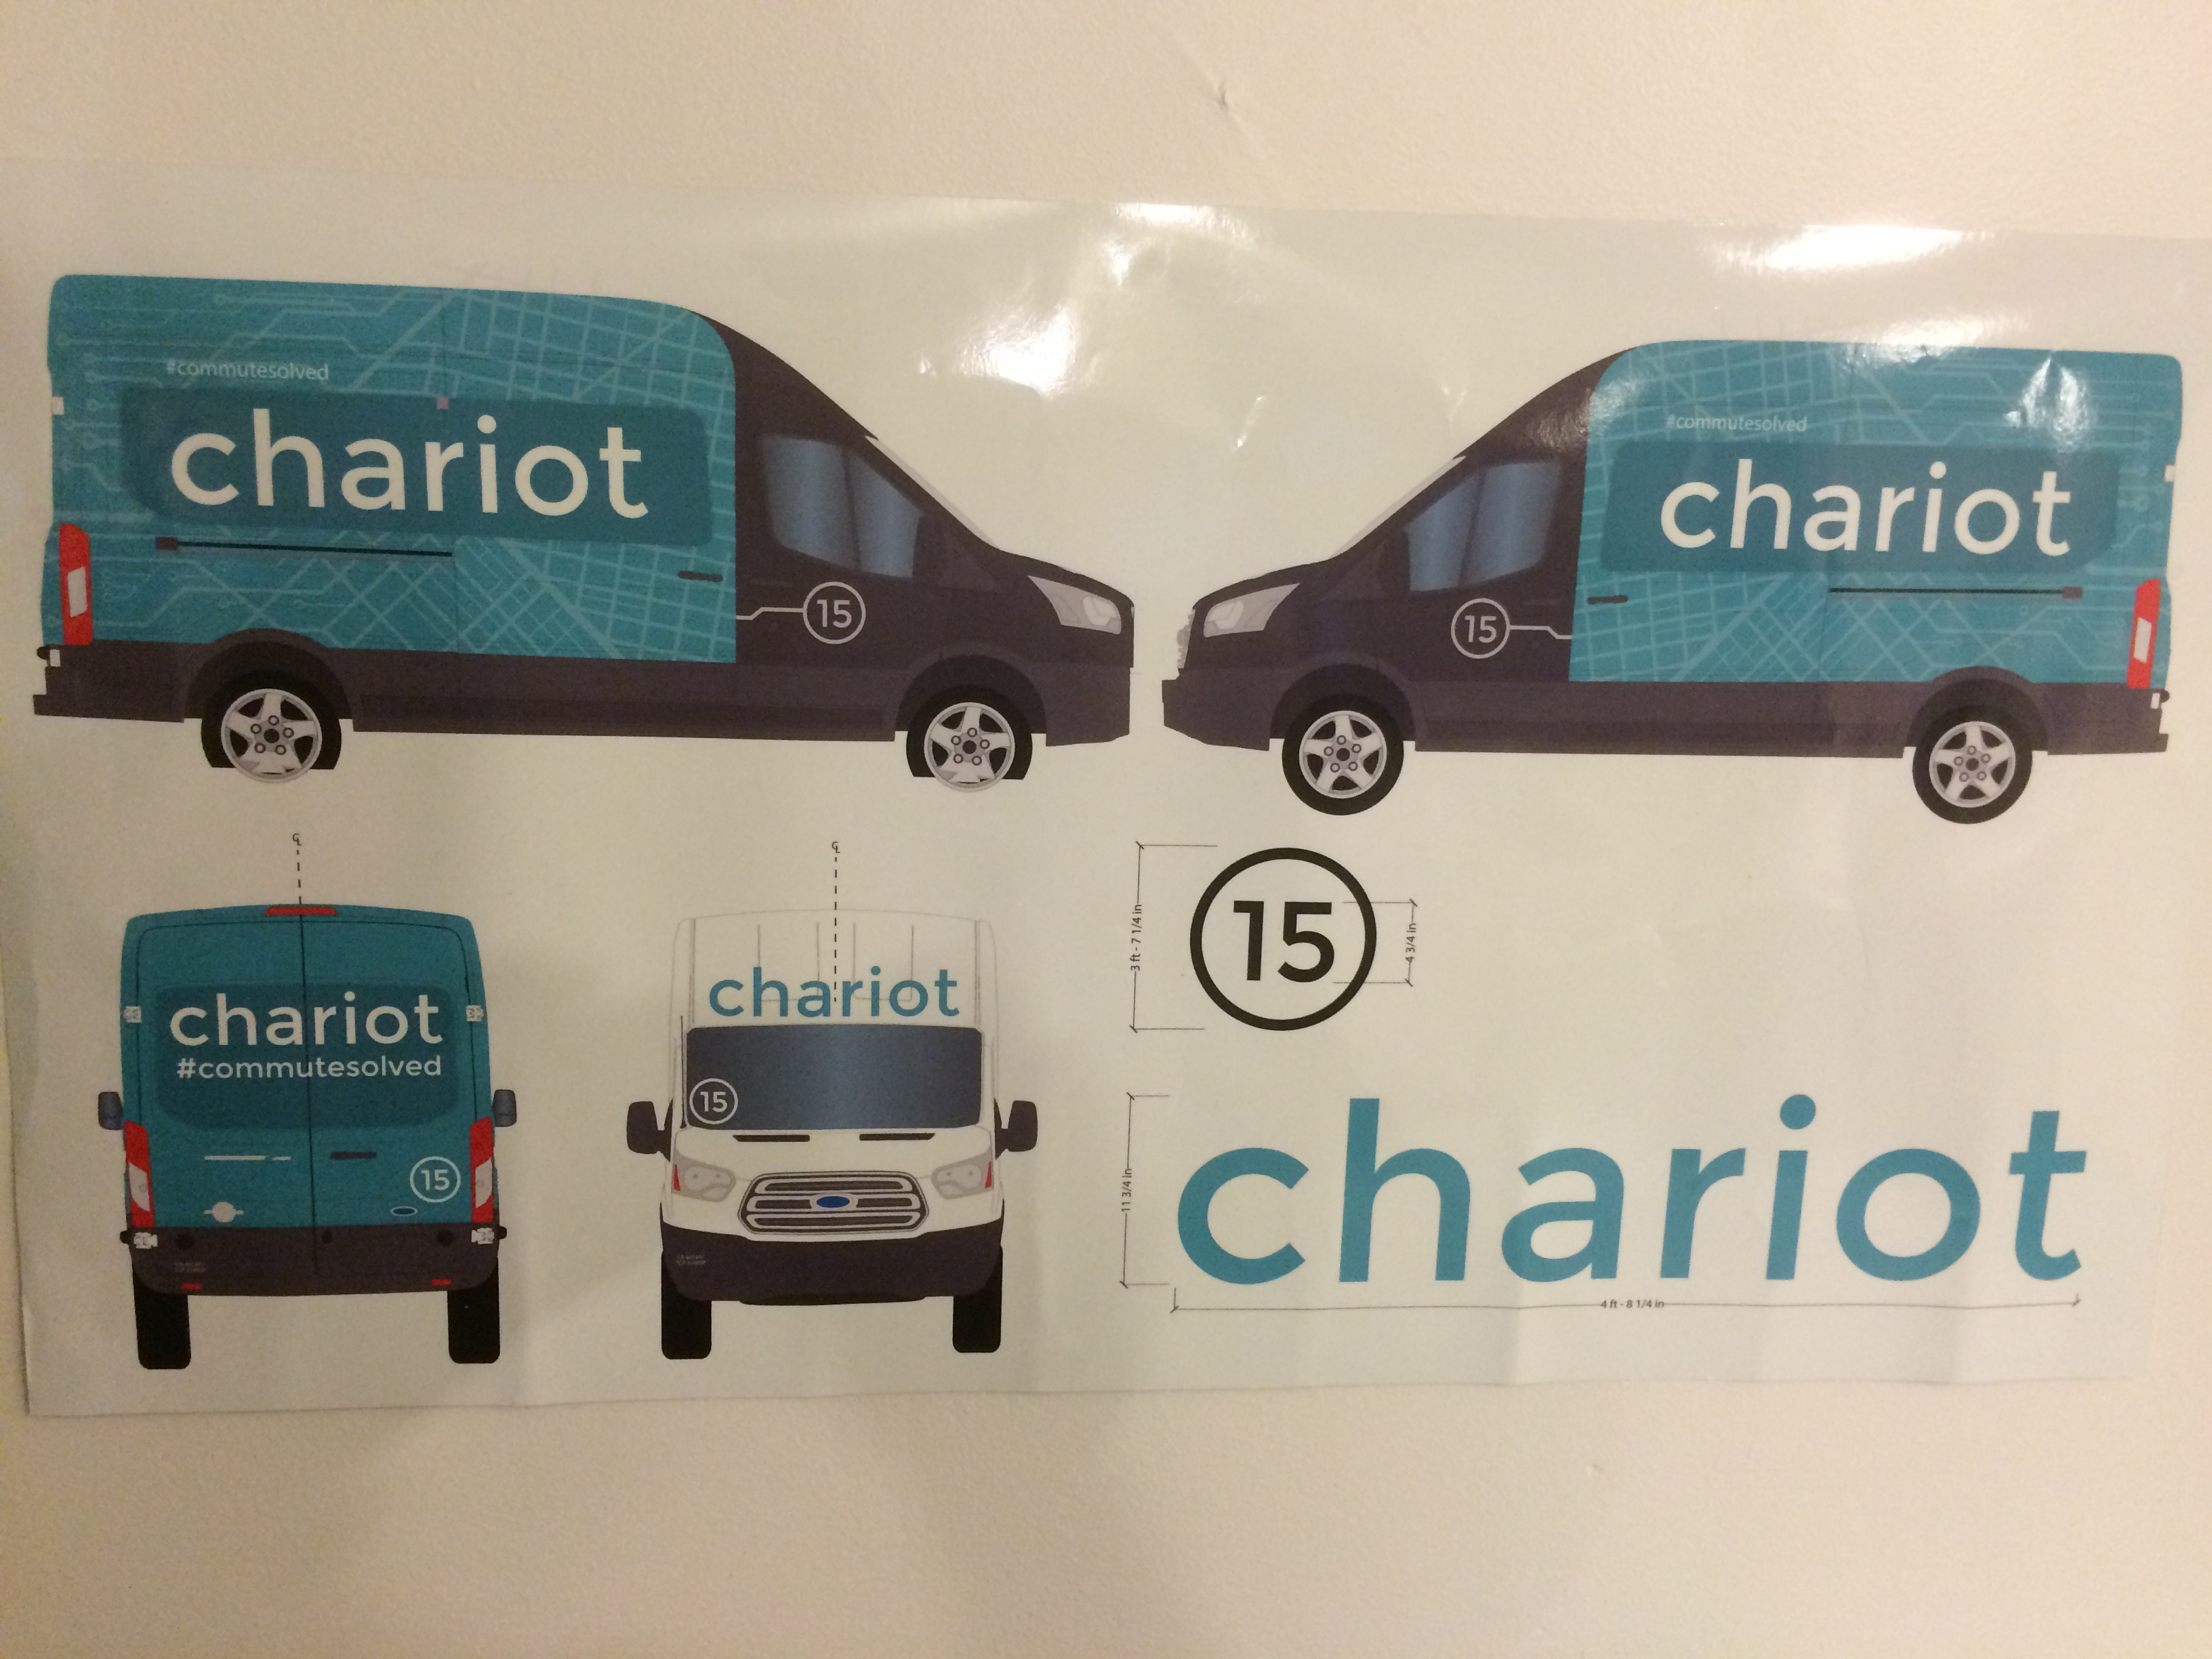 #commutesolved
chariot
15
#commutesolved
chariot
15
chariot
#commutesolved
15
chariot
15
3 ft - 7 1/4 in
15
4 3/4 in
11 3/4 in
chariot
4 ft - 8 1/4 in